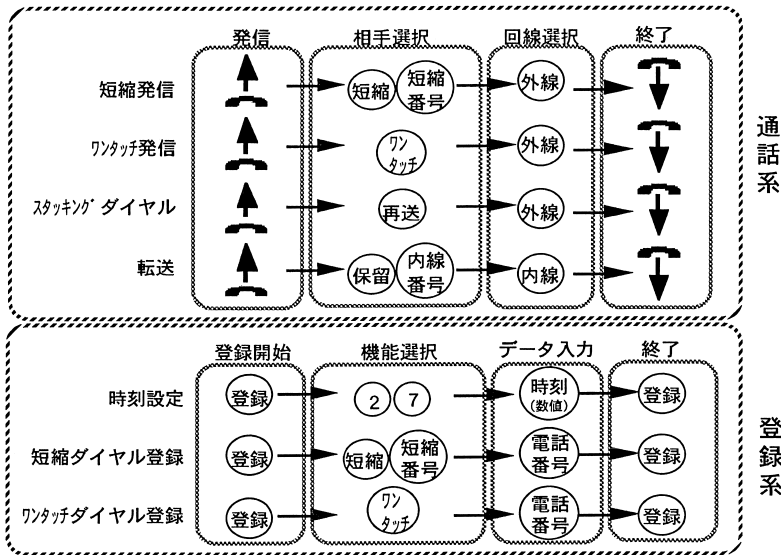 発信 相手選択 回線選択 終了
短縮発信 短縮 短縮番号 外線
ワンタッチ発信 ワンタッチ 外線
スタッキングダイヤル 再送 外線
転送 保留 内線番号 内線
通話系
登録開始 機能選択 データ入力 終了
時刻設定 登録 2 7 時刻(数値) 登録
短縮ダイヤル登録 登録 短縮 短縮番号 電話番号 登録
ワンタッチダイヤル登録 登録 ワンタッチ 電話番号 登録
登録系